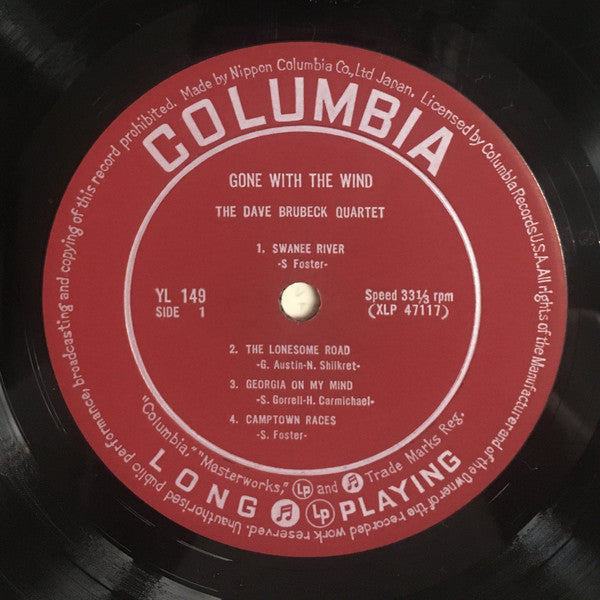 Made by Nippon Columbia Co., Ltd Japan. Licensed by Columbia Records U.S.A. All rights of the Manufacturer and of the Owner of the recorded work reserved. Unauthorised public performance, broadcasting and copying of this record prohibited.
COLUMBIA
GONE WITH THE WIND
THE DAVE BRUBECK QUARTET
1. SWANEE RIVER
-S Foster-
YL 149
SIDE 1
Speed 33 1/3 rpm
(XLP 47117)
2. THE LONESOME ROAD
-G. Austin-N. Shilkret-
3. GEORGIA ON MY MIND
-S. Gorrell-H. Carmichael-
4. CAMPTOWN RACES
-S. Foster-
"Columbia," "Masterworks," Lp and Trade Marks Reg.
LONG Lp PLAYING